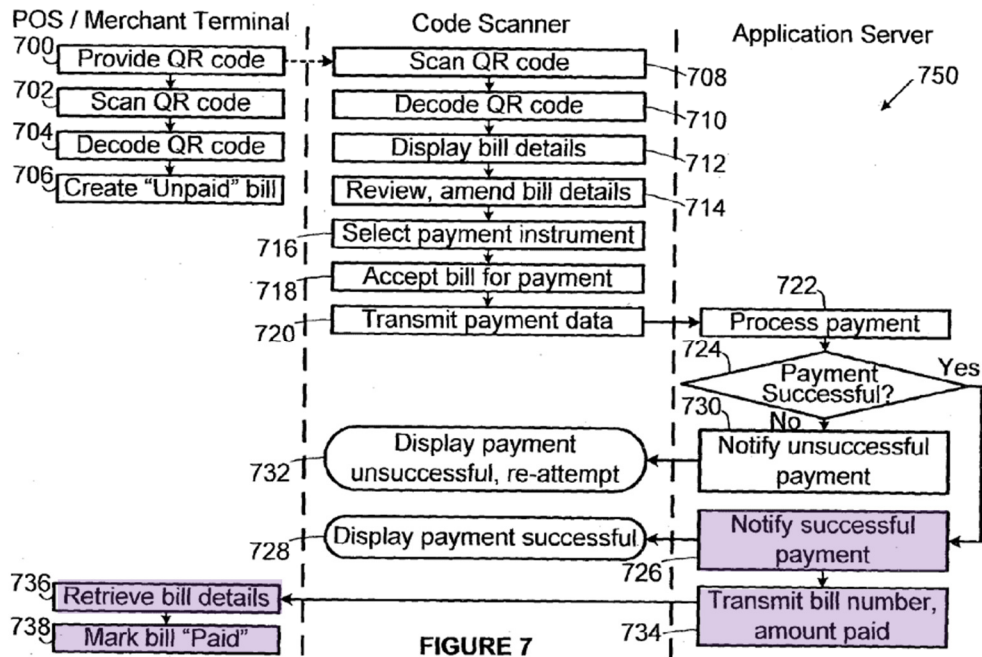 POS / Merchant Terminal
Code Scanner
Application Server
700
Provide QR code
Scan QR code
708
750
702
Scan QR code
Decode QR code
710
704
Decode QR code
Display bill details
712
706
Create “Unpaid” bill
Review, amend bill details
714
716
Select payment instrument
718
Accept bill for payment
722
720
Transmit payment data
Process payment
724
Payment
Successful?
Yes
730
No
732
Display payment
unsuccessful, re-attempt
Notify unsuccessful
payment
728
Display payment successful
726
Notify successful
payment
736
Retrieve bill details
734
Transmit bill number,
amount paid
738
Mark bill “Paid”
FIGURE 7